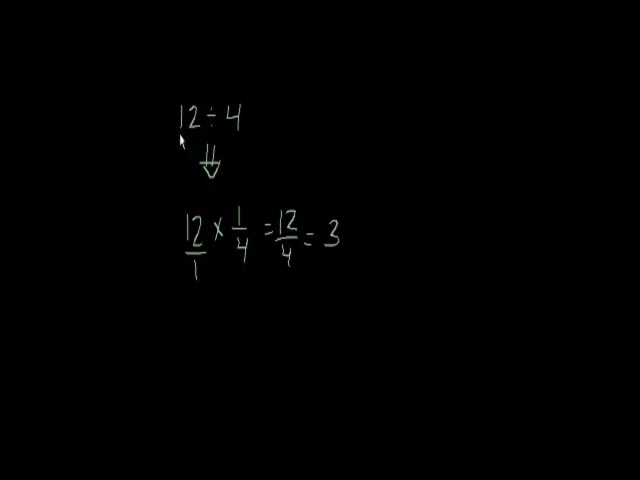 12 ÷ 4
⇓
12/1 × 1/4 = 12/4 = 3